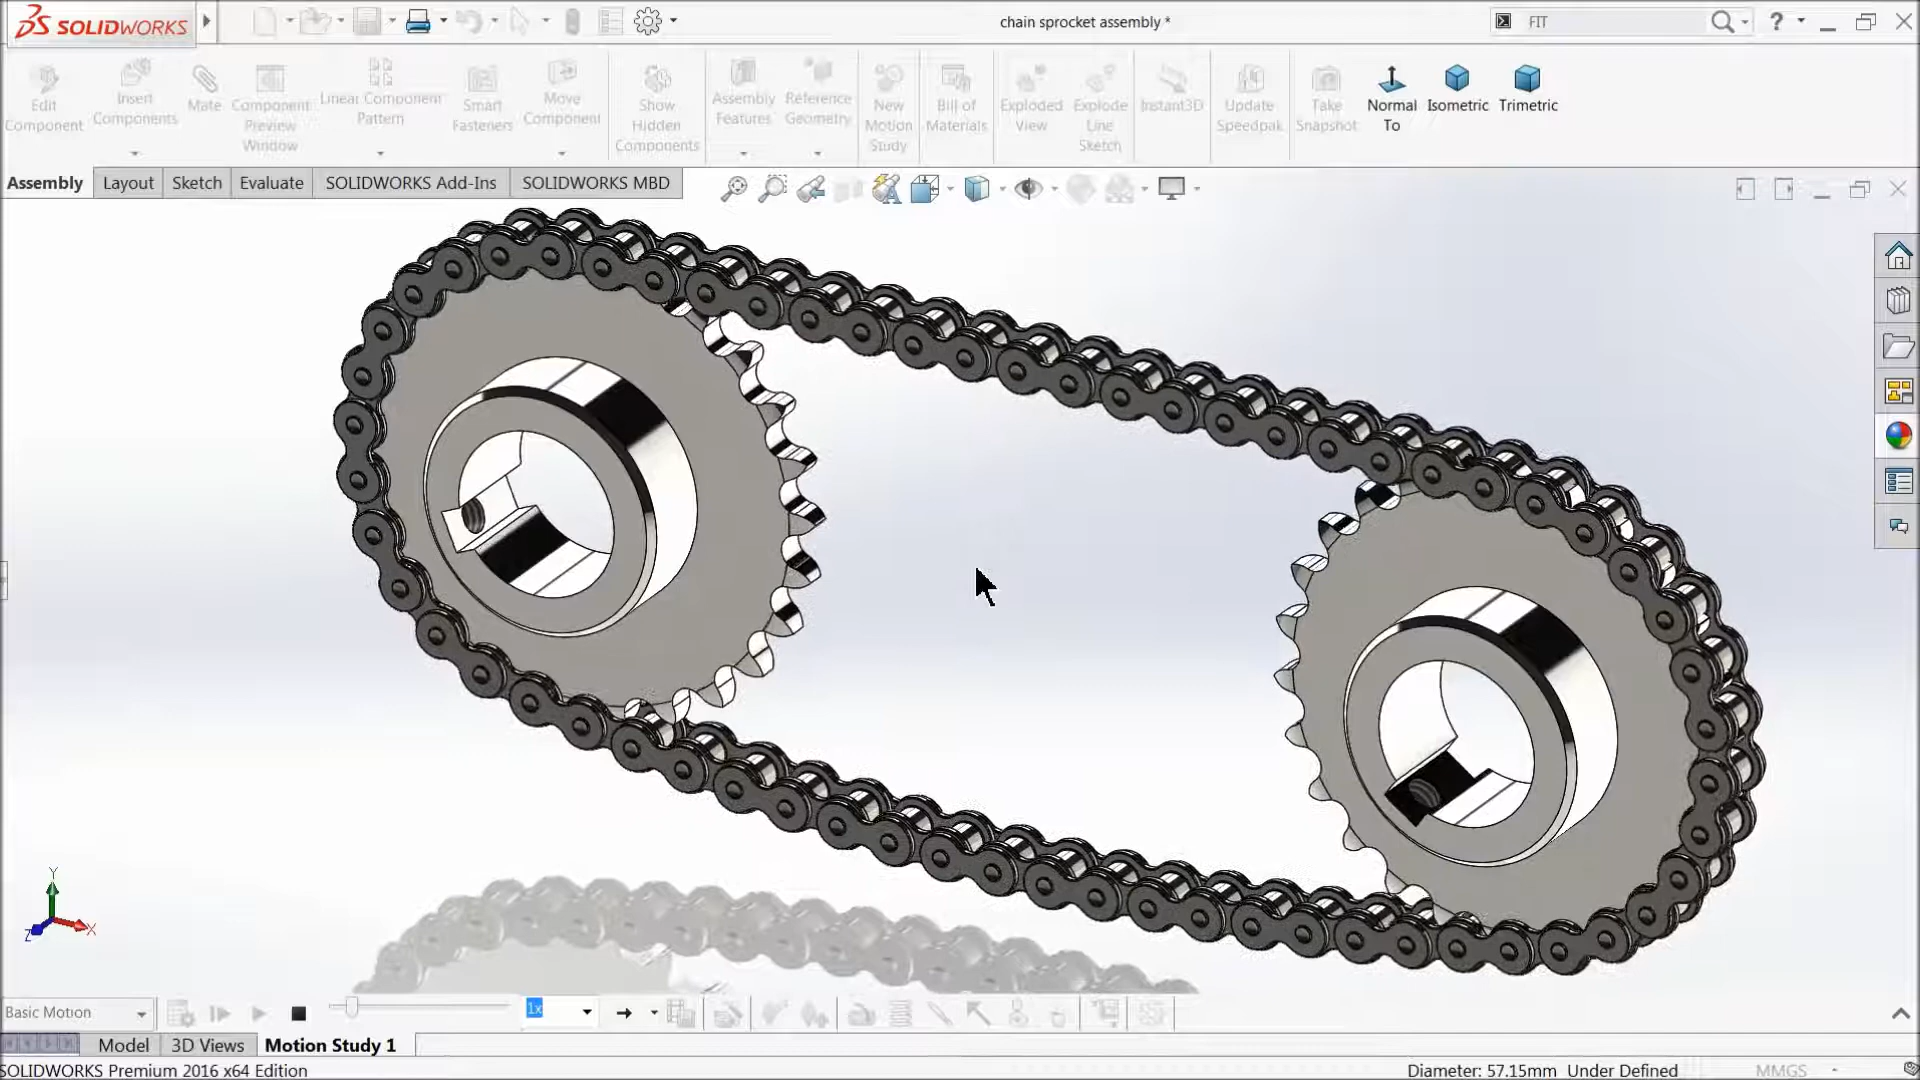 SOLIDWORKS
chain sprocket assembly *
FIT
?
Edit Component
Insert Components
Mate
Component Preview Window
Linear Component Pattern
Smart Fasteners
Move Component
Show Hidden Components
Assembly Features
Reference Geometry
New Motion Study
Bill of Materials
Exploded View
Explode Line Sketch
Instant3D
Update Speedpak
Take Snapshot
Normal To
Isometric
Trimetric
Assembly
Layout
Sketch
Evaluate
SOLIDWORKS Add-Ins
SOLIDWORKS MBD
Y
Z
X
Basic Motion
1x
Model
3D Views
Motion Study 1
SOLIDWORKS Premium 2016 x64 Edition
Diameter: 57.15mm Under Defined
MMGS